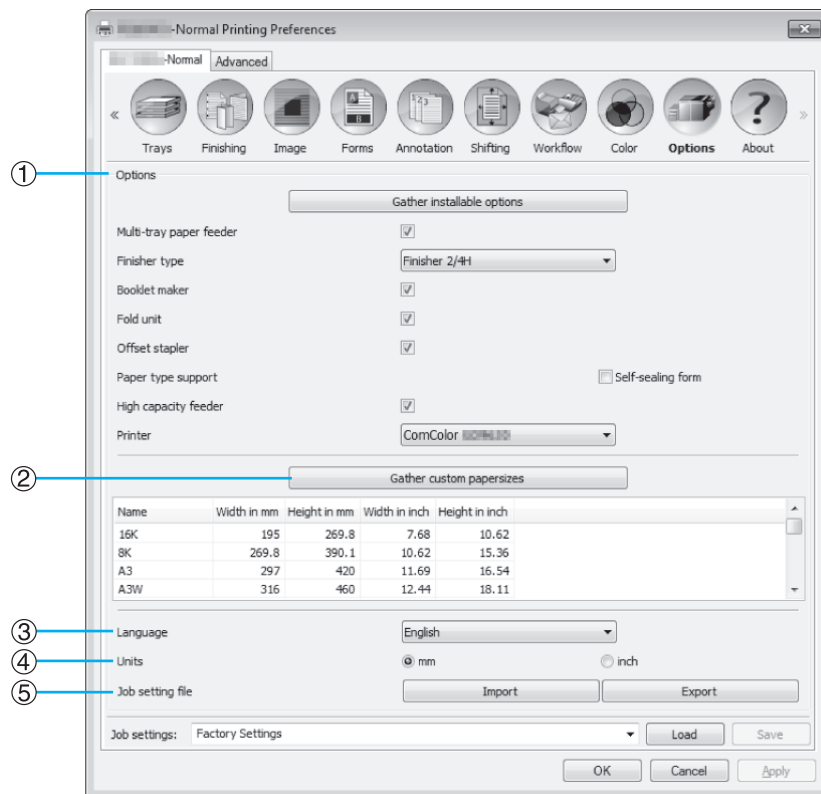 -Normal Printing Preferences
-Normal Advanced
« Trays Finishing Image Forms Annotation Shifting Workflow Color Options About »
① Options
Gather installable options
Multi-tray paper feeder
Finisher type Finisher 2/4H
Booklet maker
Fold unit
Offset stapler
Paper type support Self-sealing form
High capacity feeder
Printer ComColor
② Gather custom papersizes
Name Width in mm Height in mm Width in inch Height in inch
16K 195 269.8 7.68 10.62
8K 269.8 390.1 10.62 15.36
A3 297 420 11.69 16.54
A3W 316 460 12.44 18.11
③ Language English
④ Units mm inch
⑤ Job setting file Import Export
Job settings: Factory Settings Load Save
OK Cancel Apply